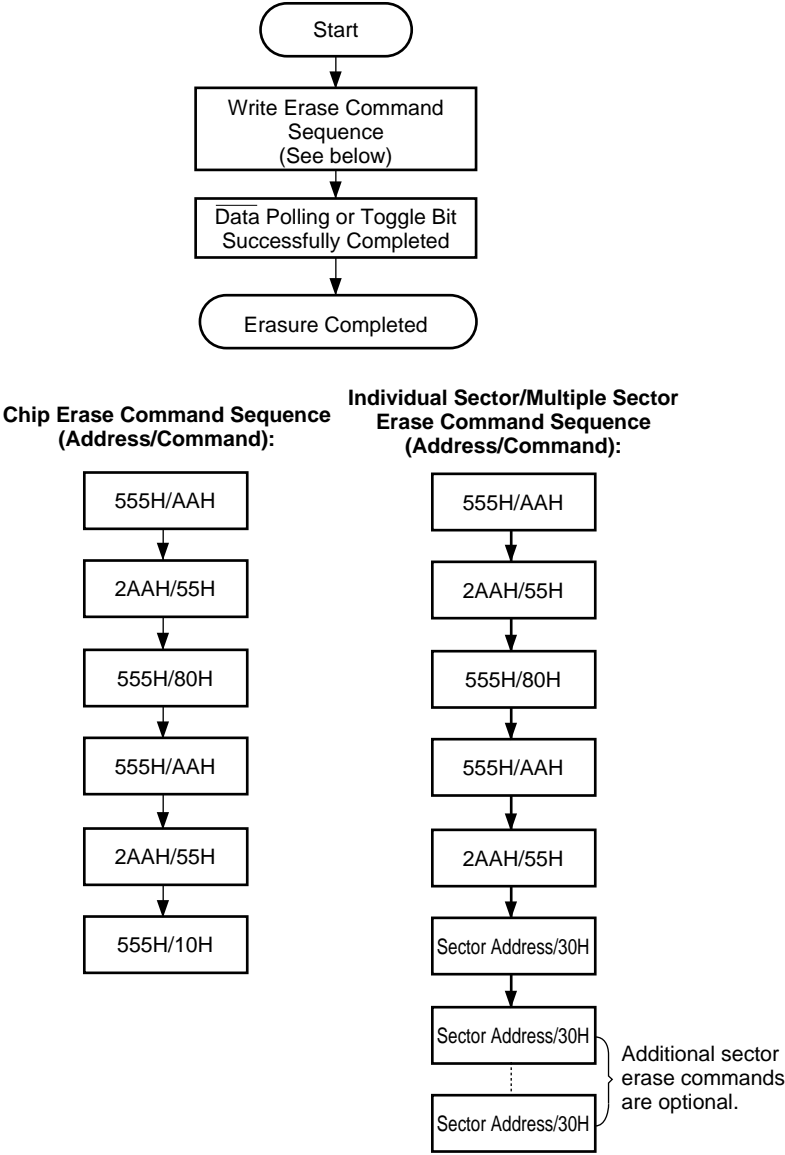 Start
Write Erase Command
Sequence
(See below)
Data Polling or Toggle Bit
Successfully Completed
Erasure Completed
Chip Erase Command Sequence
(Address/Command):
555H/AAH
2AAH/55H
555H/80H
555H/AAH
2AAH/55H
555H/10H
Individual Sector/Multiple Sector
Erase Command Sequence
(Address/Command):
555H/AAH
2AAH/55H
555H/80H
555H/AAH
2AAH/55H
Sector Address/30H
Sector Address/30H
Sector Address/30H
Additional sector
erase commands
are optional.